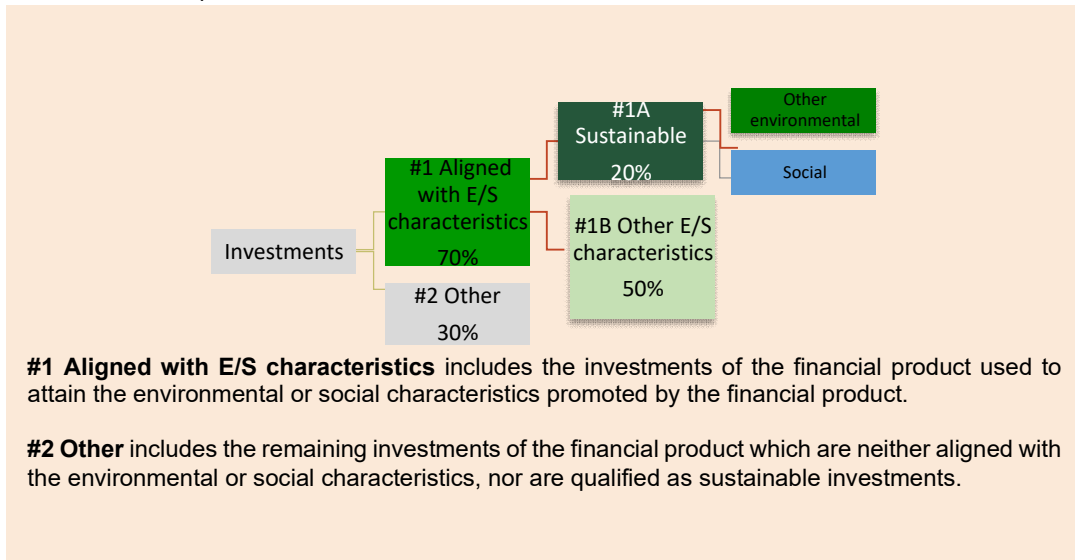 Other
environmental
#1A
Sustainable
20%
Social
#1 Aligned
with E/S
characteristics
70%
#1B Other E/S
characteristics
50%
Investments
#2 Other
30%
#1 Aligned with E/S characteristics includes the investments of the financial product used to
attain the environmental or social characteristics promoted by the financial product.
#2 Other includes the remaining investments of the financial product which are neither aligned with
the environmental or social characteristics, nor are qualified as sustainable investments.